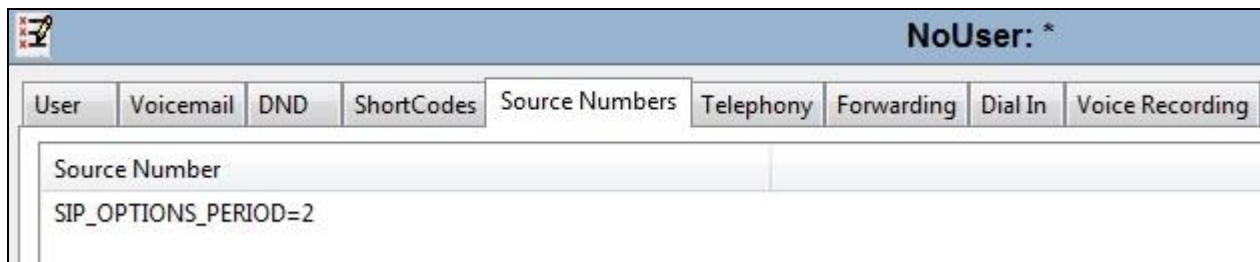 NoUser: *
User Voicemail DND ShortCodes Source Numbers Telephony Forwarding Dial In Voice Recording
Source Number
SIP_OPTIONS_PERIOD=2